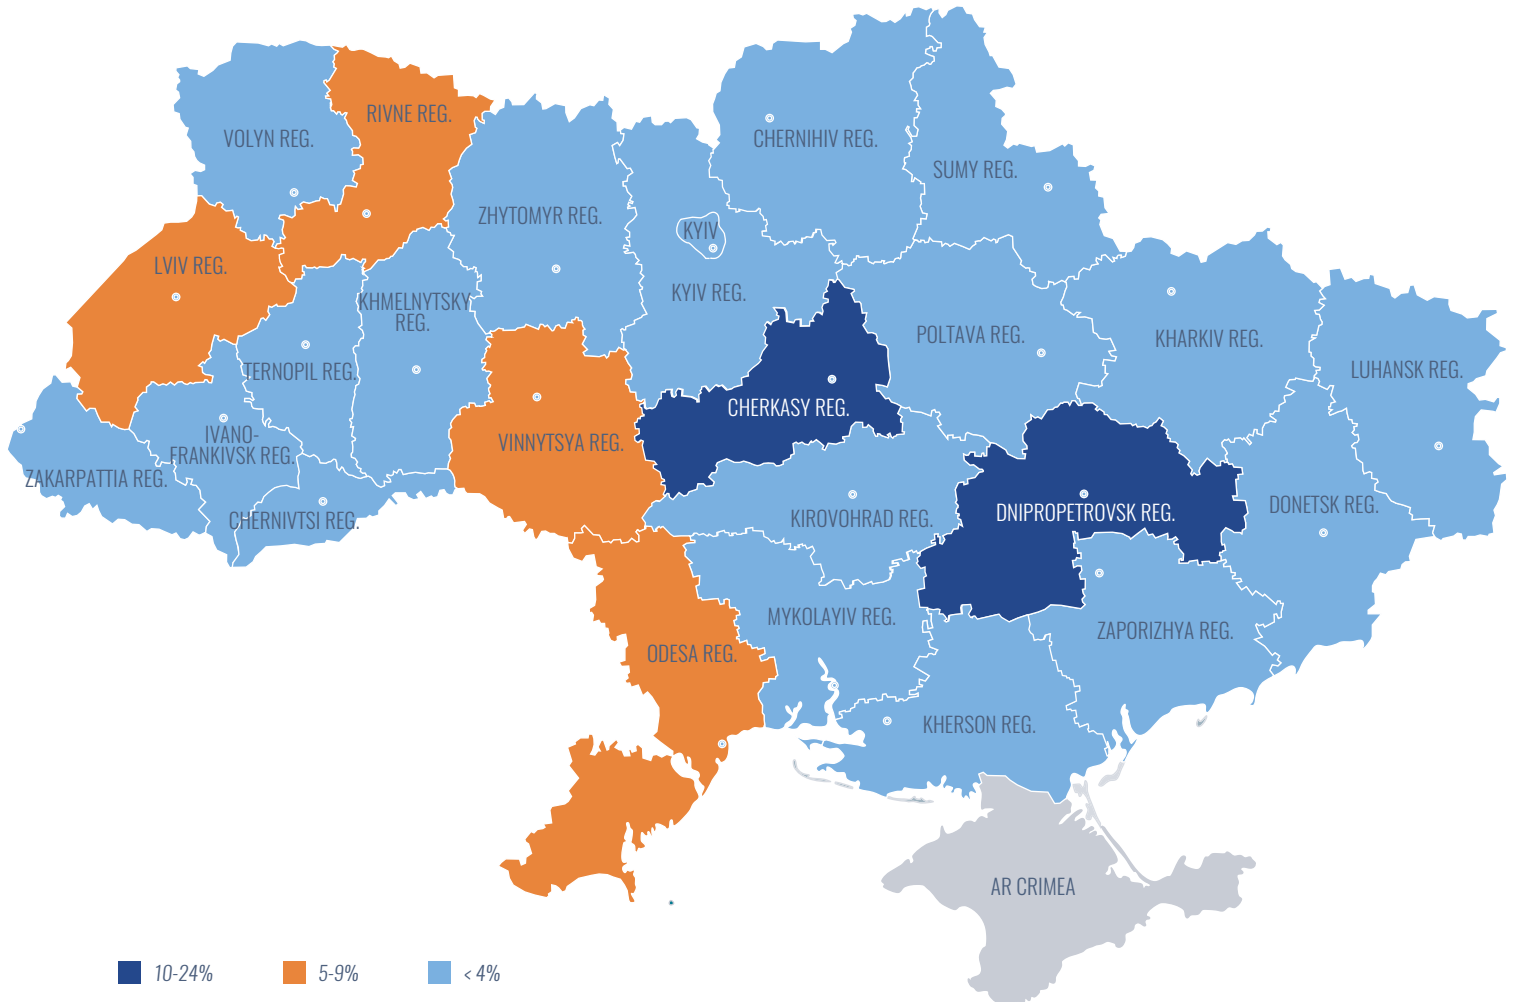 RIVNE REG.
VOLYN REG.
CHERNIHIV REG.
SUMY REG.
ZHYTOMYR REG.
KYIV
LVIV REG.
KYIV REG.
KHMELNYTSKY
REG.
POLTAVA REG.
KHARKIV REG.
TERNOPIL REG.
LUHANSK REG.
CHERKASY REG.
IVANO-
FRANKIVSK REG.
VINNYTSYA REG.
ZAKARPATTIA REG.
CHERNIVTSI REG.
KIROVOHRAD REG.
DNIPROPETROVSK REG.
DONETSK REG.
MYKOLAYIV REG.
ZAPORIZHYA REG.
ODESA REG.
KHERSON REG.
AR CRIMEA
10-24%
5-9%
< 4%